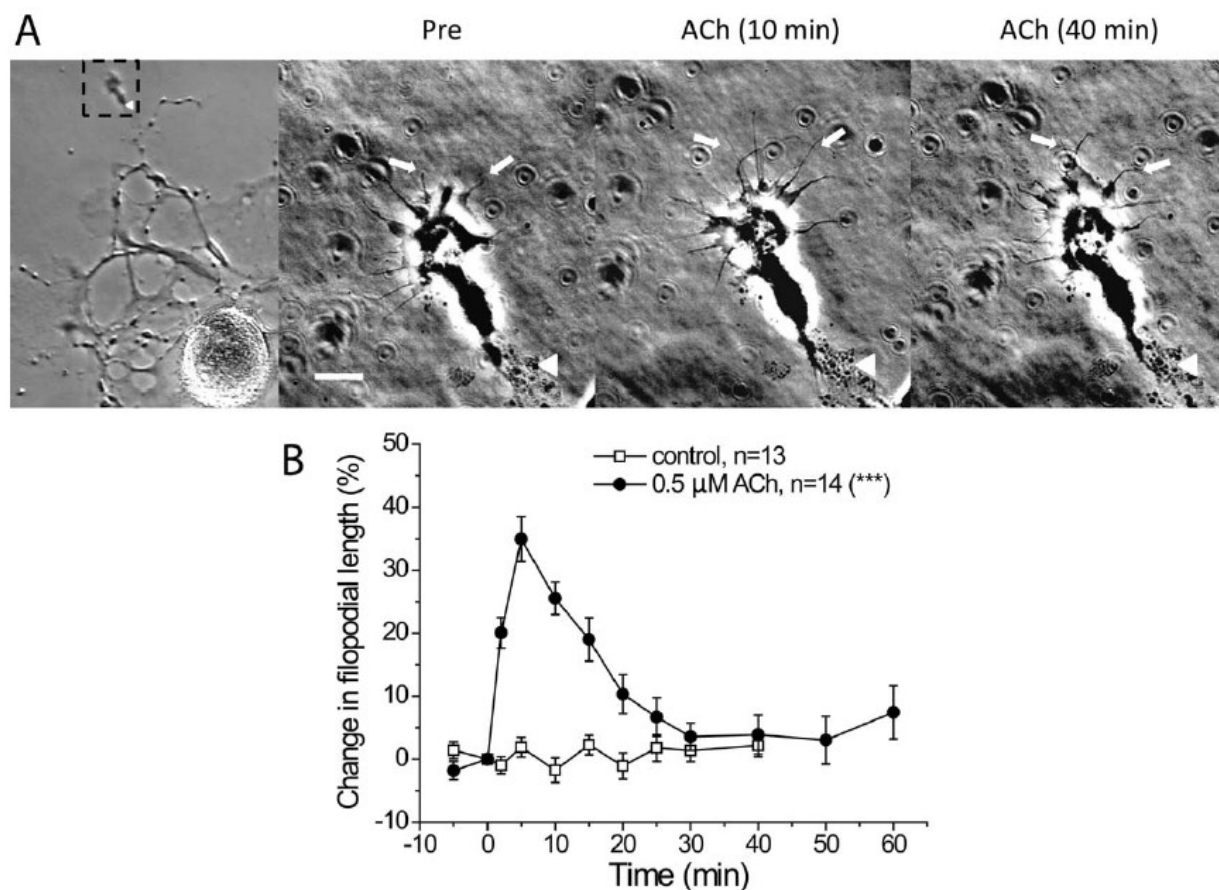 A
Pre
ACh (10 min)
ACh (40 min)
B
control, n=13
0.5 µM ACh, n=14 (***)
Change in filopodial length (%)
50
40
30
20
10
0
-10
-10 0 10 20 30 40 50 60
Time (min)